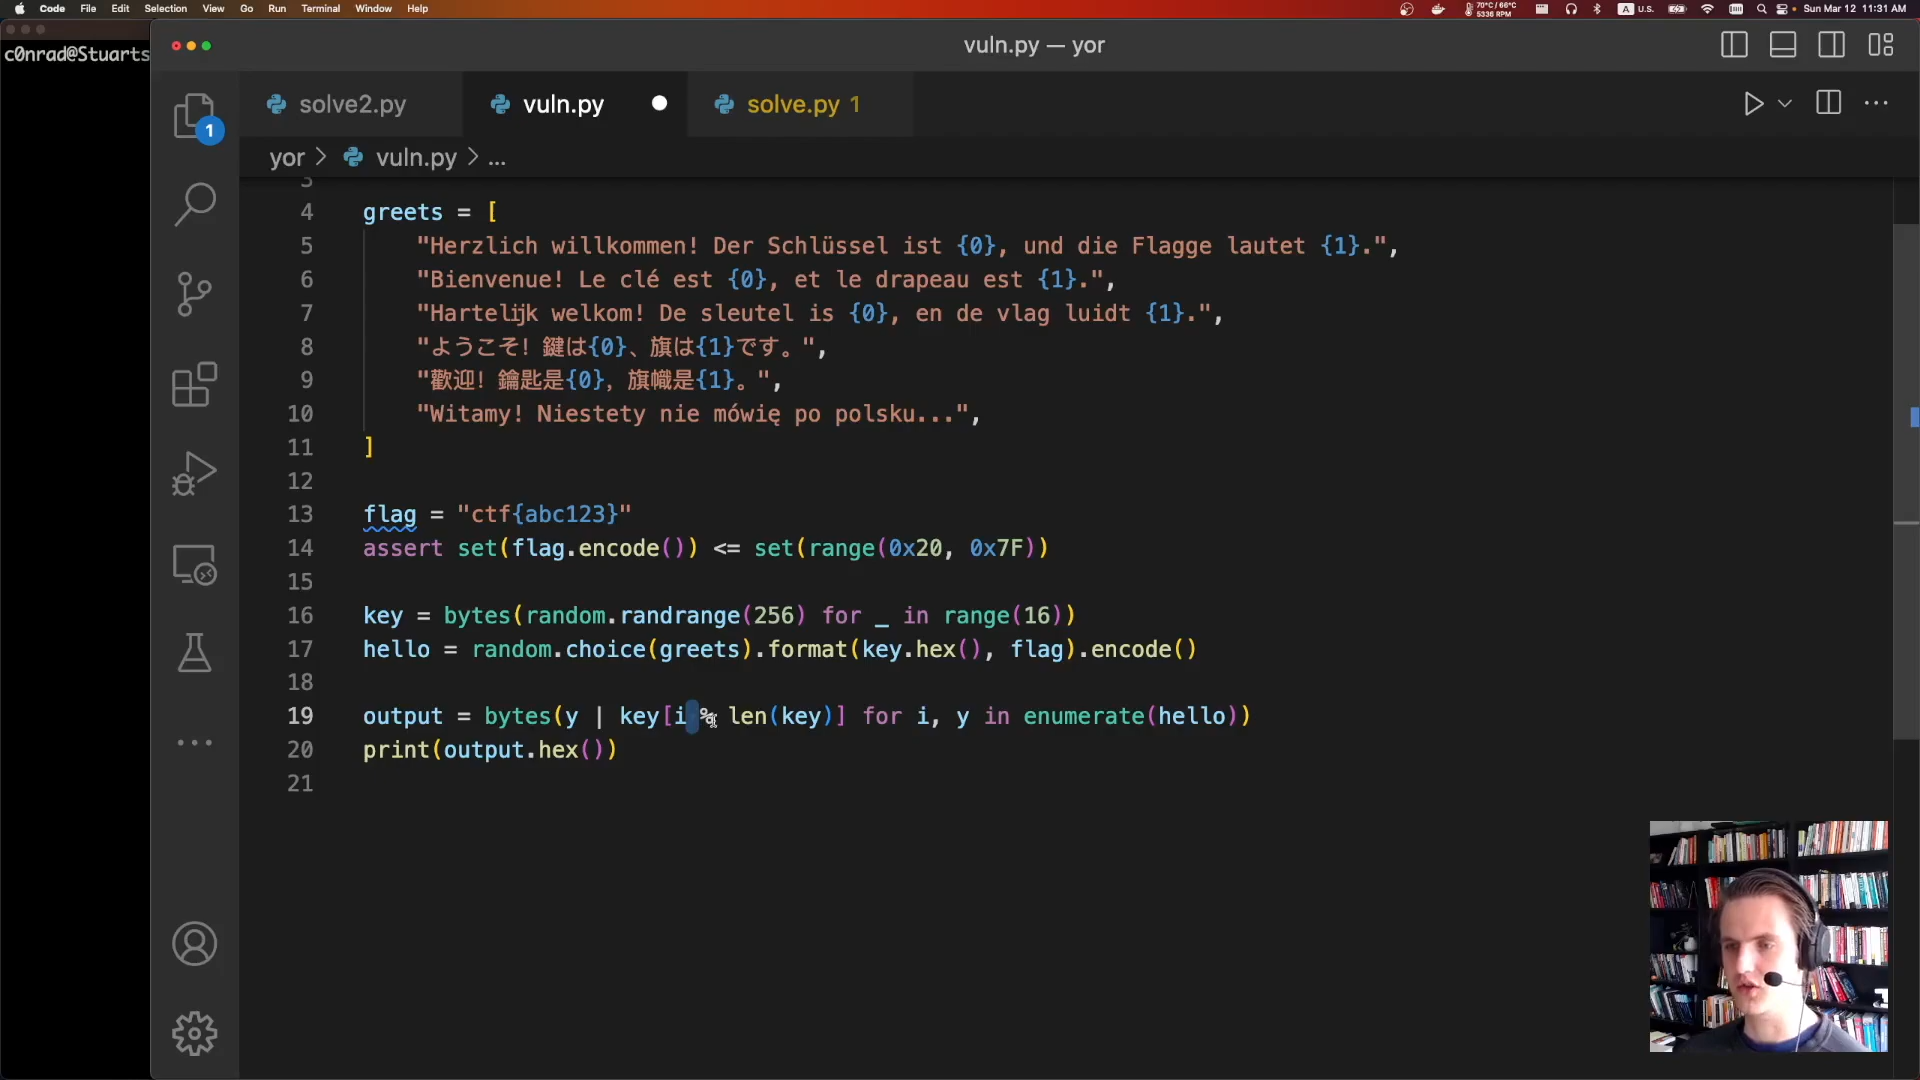 Code File Edit Selection View Go Run Terminal Window Help
70°C / 66°C
5336 RPM
A U.S.
Sun Mar 12 11:31 AM
c0nrad@Stuarts
vuln.py — yor
solve2.py
vuln.py
solve.py 1
1
yor > vuln.py > ...
3
4 greets = [
5 "Herzlich willkommen! Der Schlüssel ist {0}, und die Flagge lautet {1}.",
6 "Bienvenue! Le clé est {0}, et le drapeau est {1}.",
7 "Hartelijk welkom! De sleutel is {0}, en de vlag luidt {1}.",
8 "ようこそ！鍵は{0}、旗は{1}です。",
9 "歡迎！鑰匙是{0}，旗幟是{1}。",
10 "Witamy! Niestety nie mówię po polsku...",
11 ]
12
13 flag = "ctf{abc123}"
14 assert set(flag.encode()) <= set(range(0x20, 0x7F))
15
16 key = bytes(random.randrange(256) for _ in range(16))
17 hello = random.choice(greets).format(key.hex(), flag).encode()
18
19 output = bytes(y | key[i % len(key)] for i, y in enumerate(hello))
20 print(output.hex())
21